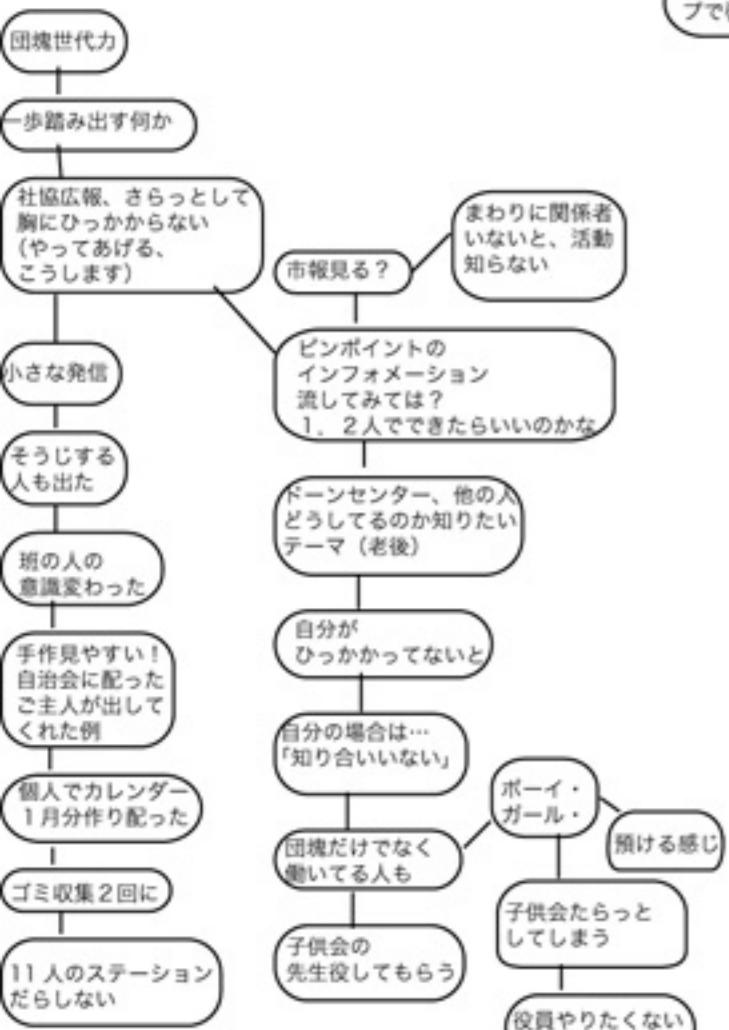 団塊世代力
一歩踏み出す何か
社協広報、さらっとして
胸にひっかからない
（やってあげる、
こうします）
小さな発信
そうじする
人も出た
班の人の
意識変わった
手作見やすい！
自治会に配った
ご主人が出して
くれた例
個人でカレンダー
１月分作り配った
ゴミ収集２回に
11 人のステーション
だらしない
市報見る？
まわりに関係者
いないと、活動
知らない
ピンポイントの
インフォメーション
流してみては？
１．２人でできたらいいのかな
ドーンセンター、他の人
どうしてるのか知りたい
テーマ（老後）
自分が
ひっかかってないと
自分の場合は…
「知り合いいない」
団塊だけでなく
働いてる人も
子供会の
先生役してもらう
ボーイ・
ガール・
預ける感じ
子供会たらっと
してしまう
役員やりたくない